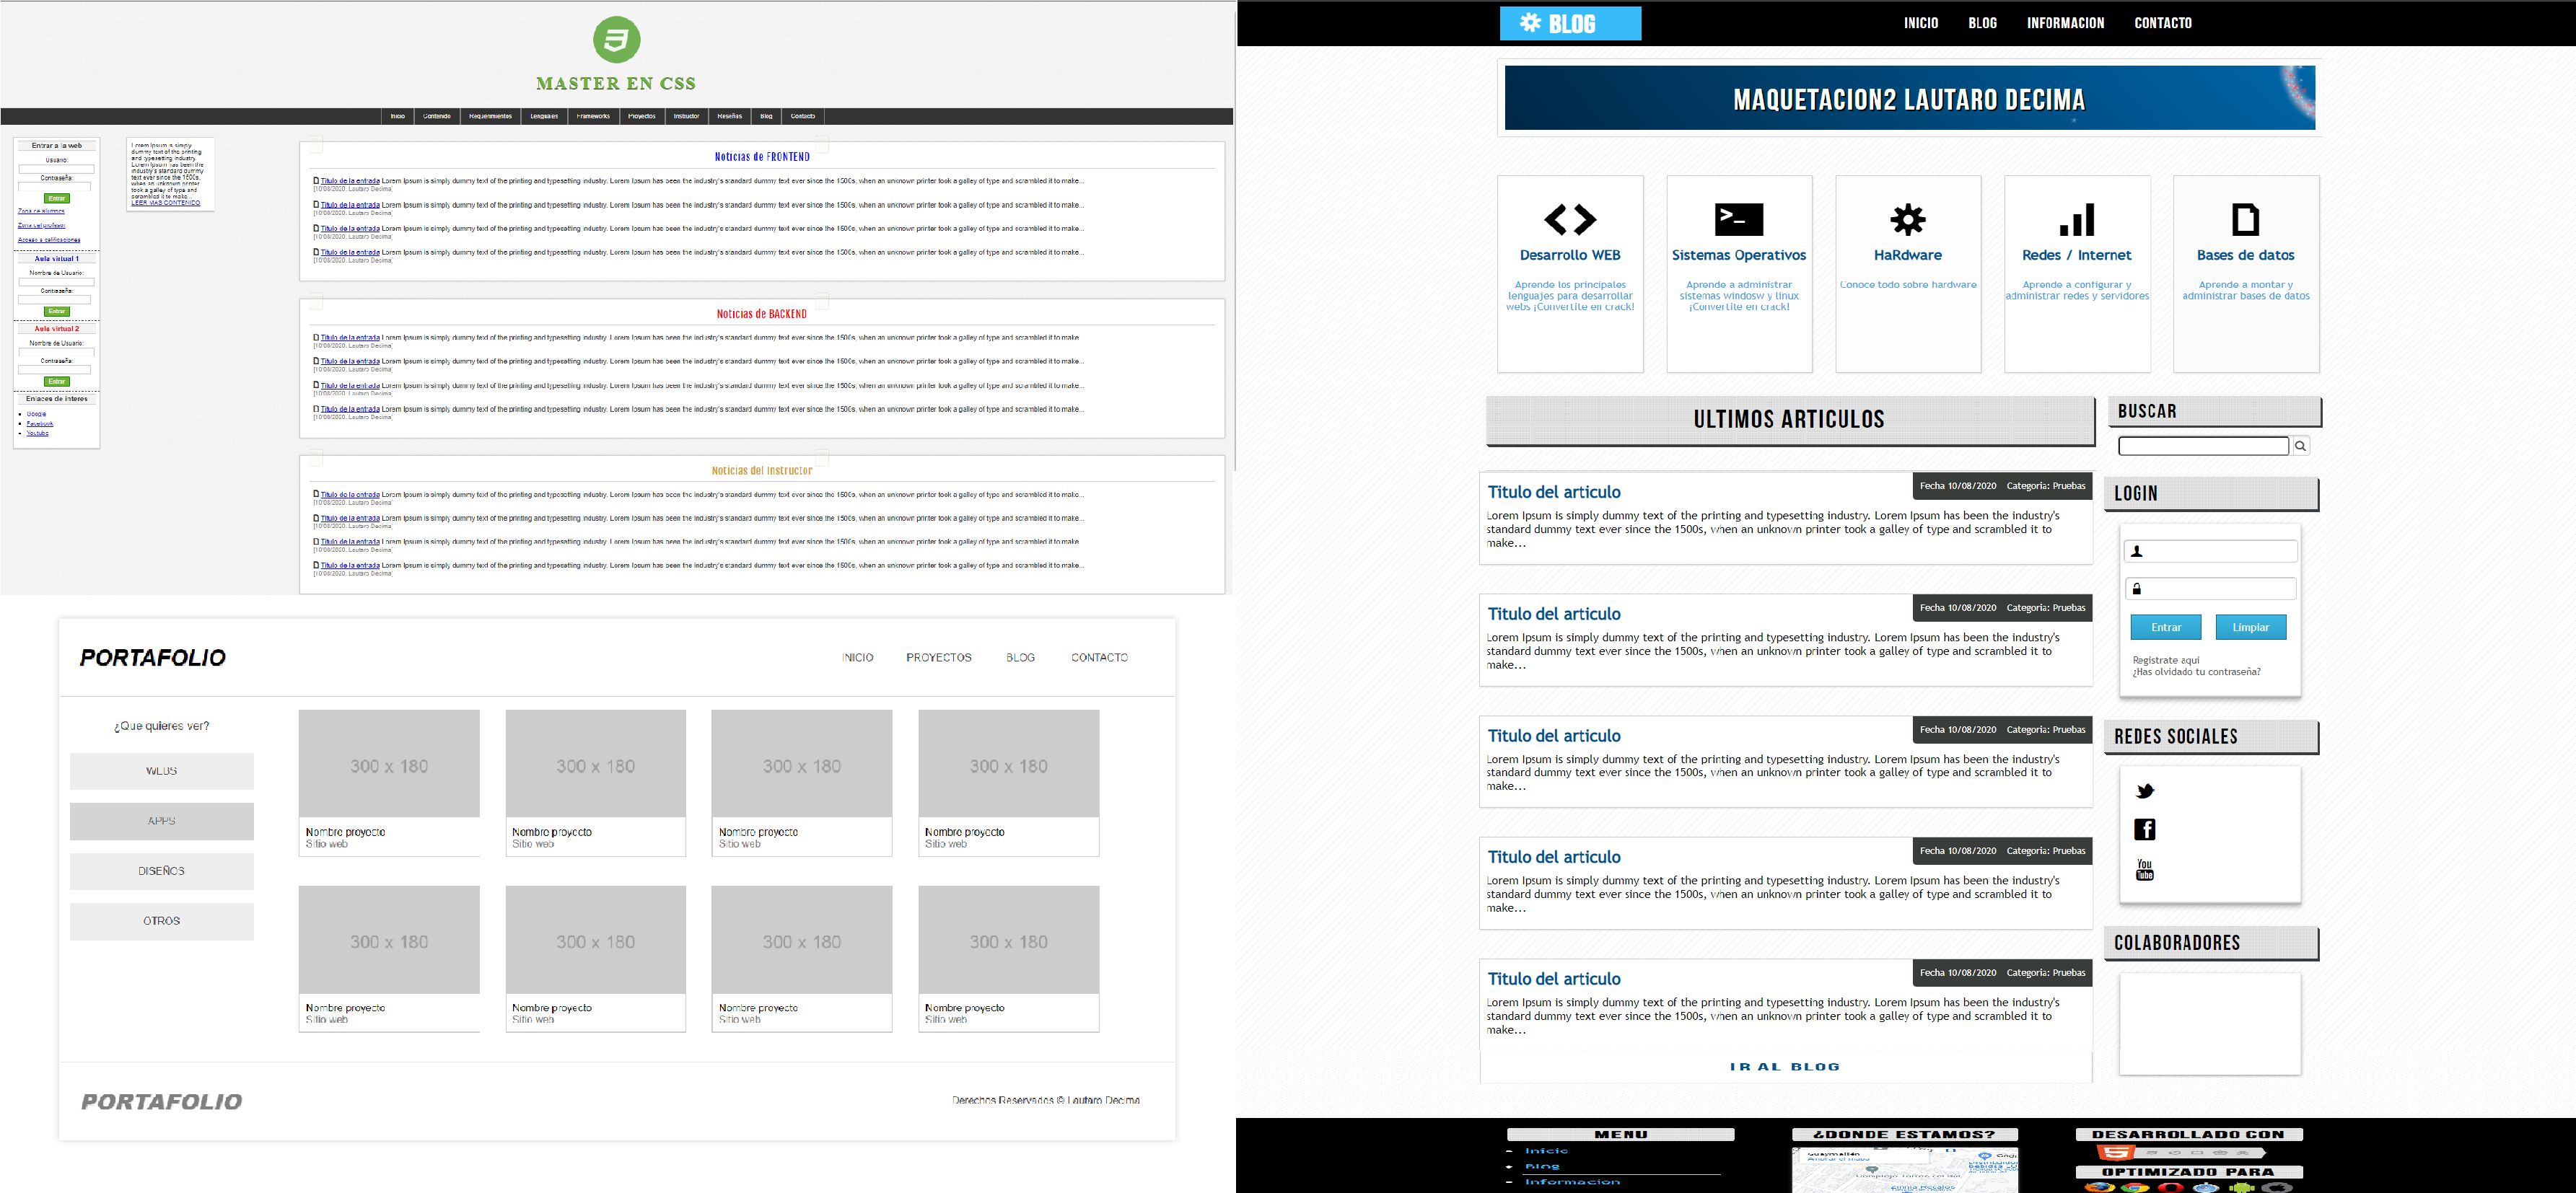 MASTER EN CSS
Inicio Contenido Requerimientos Lenguajes Frameworks Proyectos Instructor Reseñas Blog Contacto
Entrar a la web
Usuario:
Contraseña:
Entrar
Zona de alumnos
Zona del profesor
Acceso a calificaciones
Aula virtual 1
Nombre de Usuario:
Contraseña:
Entrar
Aula virtual 2
Nombre de Usuario:
Contraseña:
Entrar
Enlaces de interes
Google
Facebook
Youtube
Lorem Ipsum is simply
dummy text of the printing
and typesetting industry.
Lorem Ipsum has been the
industry's standard dummy
text ever since the 1500s,
when an unknown printer
took a galley of type and
scrambled it to make...
LEER MAS CONTENIDO
Noticias de FRONTEND
Titulo de la entrada Lorem Ipsum is simply dummy text of the printing and typesetting industry. Lorem Ipsum has been the industry's standard dummy text ever since the 1500s, when an unknown printer took a galley of type and scrambled it to make...
[10/08/2020, Lautaro Decima]
Titulo de la entrada Lorem Ipsum is simply dummy text of the printing and typesetting industry. Lorem Ipsum has been the industry's standard dummy text ever since the 1500s, when an unknown printer took a galley of type and scrambled it to make...
[10/08/2020, Lautaro Decima]
Titulo de la entrada Lorem Ipsum is simply dummy text of the printing and typesetting industry. Lorem Ipsum has been the industry's standard dummy text ever since the 1500s, when an unknown printer took a galley of type and scrambled it to make...
[10/08/2020, Lautaro Decima]
Titulo de la entrada Lorem Ipsum is simply dummy text of the printing and typesetting industry. Lorem Ipsum has been the industry's standard dummy text ever since the 1500s, when an unknown printer took a galley of type and scrambled it to make...
[10/08/2020, Lautaro Decima]
Noticias de BACKEND
Titulo de la entrada Lorem Ipsum is simply dummy text of the printing and typesetting industry. Lorem Ipsum has been the industry's standard dummy text ever since the 1500s, when an unknown printer took a galley of type and scrambled it to make
[10/08/2020, Lautaro Decima]
Titulo de la entrada Lorem Ipsum is simply dummy text of the printing and typesetting industry. Lorem Ipsum has been the industry's standard dummy text ever since the 1500s, when an unknown printer took a galley of type and scrambled it to make...
[10/08/2020, Lautaro Decima]
Titulo de la entrada Lorem Ipsum is simply dummy text of the printing and typesetting industry. Lorem Ipsum has been the industry's standard dummy text ever since the 1500s, when an unknown printer took a galley of type and scrambled it to make...
[10/08/2020, Lautaro Decima]
Titulo de la entrada Lorem Ipsum is simply dummy text of the printing and typesetting industry. Lorem Ipsum has been the industry's standard dummy text ever since the 1500s, when an unknown printer took a galley of type and scrambled it to make...
[10/08/2020, Lautaro Decima]
Noticias del Instructor
Titulo de la entrada Lorem Ipsum is simply dummy text of the printing and typesetting industry. Lorem Ipsum has been the industry's standard dummy text ever since the 1500s, when an unknown printer took a galley of type and scrambled it to make...
[10/08/2020, Lautaro Decima]
Titulo de la entrada Lorem Ipsum is simply dummy text of the printing and typesetting industry. Lorem Ipsum has been the industry's standard dummy text ever since the 1500s, when an unknown printer took a galley of type and scrambled it to make...
[10/08/2020, Lautaro Decima]
Titulo de la entrada Lorem Ipsum is simply dummy text of the printing and typesetting industry. Lorem Ipsum has been the industry's standard dummy text ever since the 1500s, when an unknown printer took a galley of type and scrambled it to make
[10/08/2020, Lautaro Decima]
Titulo de la entrada Lorem Ipsum is simply dummy text of the printing and typesetting industry. Lorem Ipsum has been the industry's standard dummy text ever since the 1500s, when an unknown printer took a galley of type and scrambled it to make...
[10/08/2020, Lautaro Decima]
PORTAFOLIO
INICIO PROYECTOS BLOG CONTACTO
¿Que quieres ver?
WEBS
APPS
DISEÑOS
OTROS
300 x 180 300 x 180 300 x 180 300 x 180
Nombre proyecto Nombre proyecto Nombre proyecto Nombre proyecto
Sitio web Sitio web Sitio web Sitio web
300 x 180 300 x 180 300 x 180 300 x 180
Nombre proyecto Nombre proyecto Nombre proyecto Nombre proyecto
Sitio web Sitio web Sitio web Sitio web
PORTAFOLIO
Derechos Reservados © Lautaro Decima
BLOG
INICIO BLOG INFORMACION CONTACTO
MAQUETACION2 LAUTARO DECIMA
Desarrollo WEB
Aprende los principales
lenguajes para desarrollar
webs ¡Convertite en crack!
Sistemas Operativos
Aprende a administrar
sistemas windosw y linux
¡Convertite en crack!
HaRdware
Conoce todo sobre hardware
Redes / Internet
Aprende a configurar y
administrar redes y servidores
Bases de datos
Aprende a montar y
administrar bases de datos
ULTIMOS ARTICULOS
Titulo del articulo
Fecha 10/08/2020 Categoria: Pruebas
Lorem Ipsum is simply dummy text of the printing and typesetting industry. Lorem Ipsum has been the industry's
standard dummy text ever since the 1500s, when an unknown printer took a galley of type and scrambled it to
make...
Titulo del articulo
Fecha 10/08/2020 Categoria: Pruebas
Lorem Ipsum is simply dummy text of the printing and typesetting industry. Lorem Ipsum has been the industry's
standard dummy text ever since the 1500s, when an unknown printer took a galley of type and scrambled it to
make...
Titulo del articulo
Fecha 10/08/2020 Categoria: Pruebas
Lorem Ipsum is simply dummy text of the printing and typesetting industry. Lorem Ipsum has been the industry's
standard dummy text ever since the 1500s, when an unknown printer took a galley of type and scrambled it to
make...
Titulo del articulo
Fecha 10/08/2020 Categoria: Pruebas
Lorem Ipsum is simply dummy text of the printing and typesetting industry. Lorem Ipsum has been the industry's
standard dummy text ever since the 1500s, when an unknown printer took a galley of type and scrambled it to
make...
Titulo del articulo
Fecha 10/08/2020 Categoria: Pruebas
Lorem Ipsum is simply dummy text of the printing and typesetting industry. Lorem Ipsum has been the industry's
standard dummy text ever since the 1500s, when an unknown printer took a galley of type and scrambled it to
make...
IR AL BLOG
BUSCAR
LOGIN
Entrar Limpiar
Registrate aqui
¿Has olvidado tu contraseña?
REDES SOCIALES
You
Tube
COLABORADORES
MENU
Inicio
Blog
Informacion
¿DONDE ESTAMOS?
Guaymallén
Ampliar el mapa
DESARROLLADO CON
OPTIMIZADO PARA